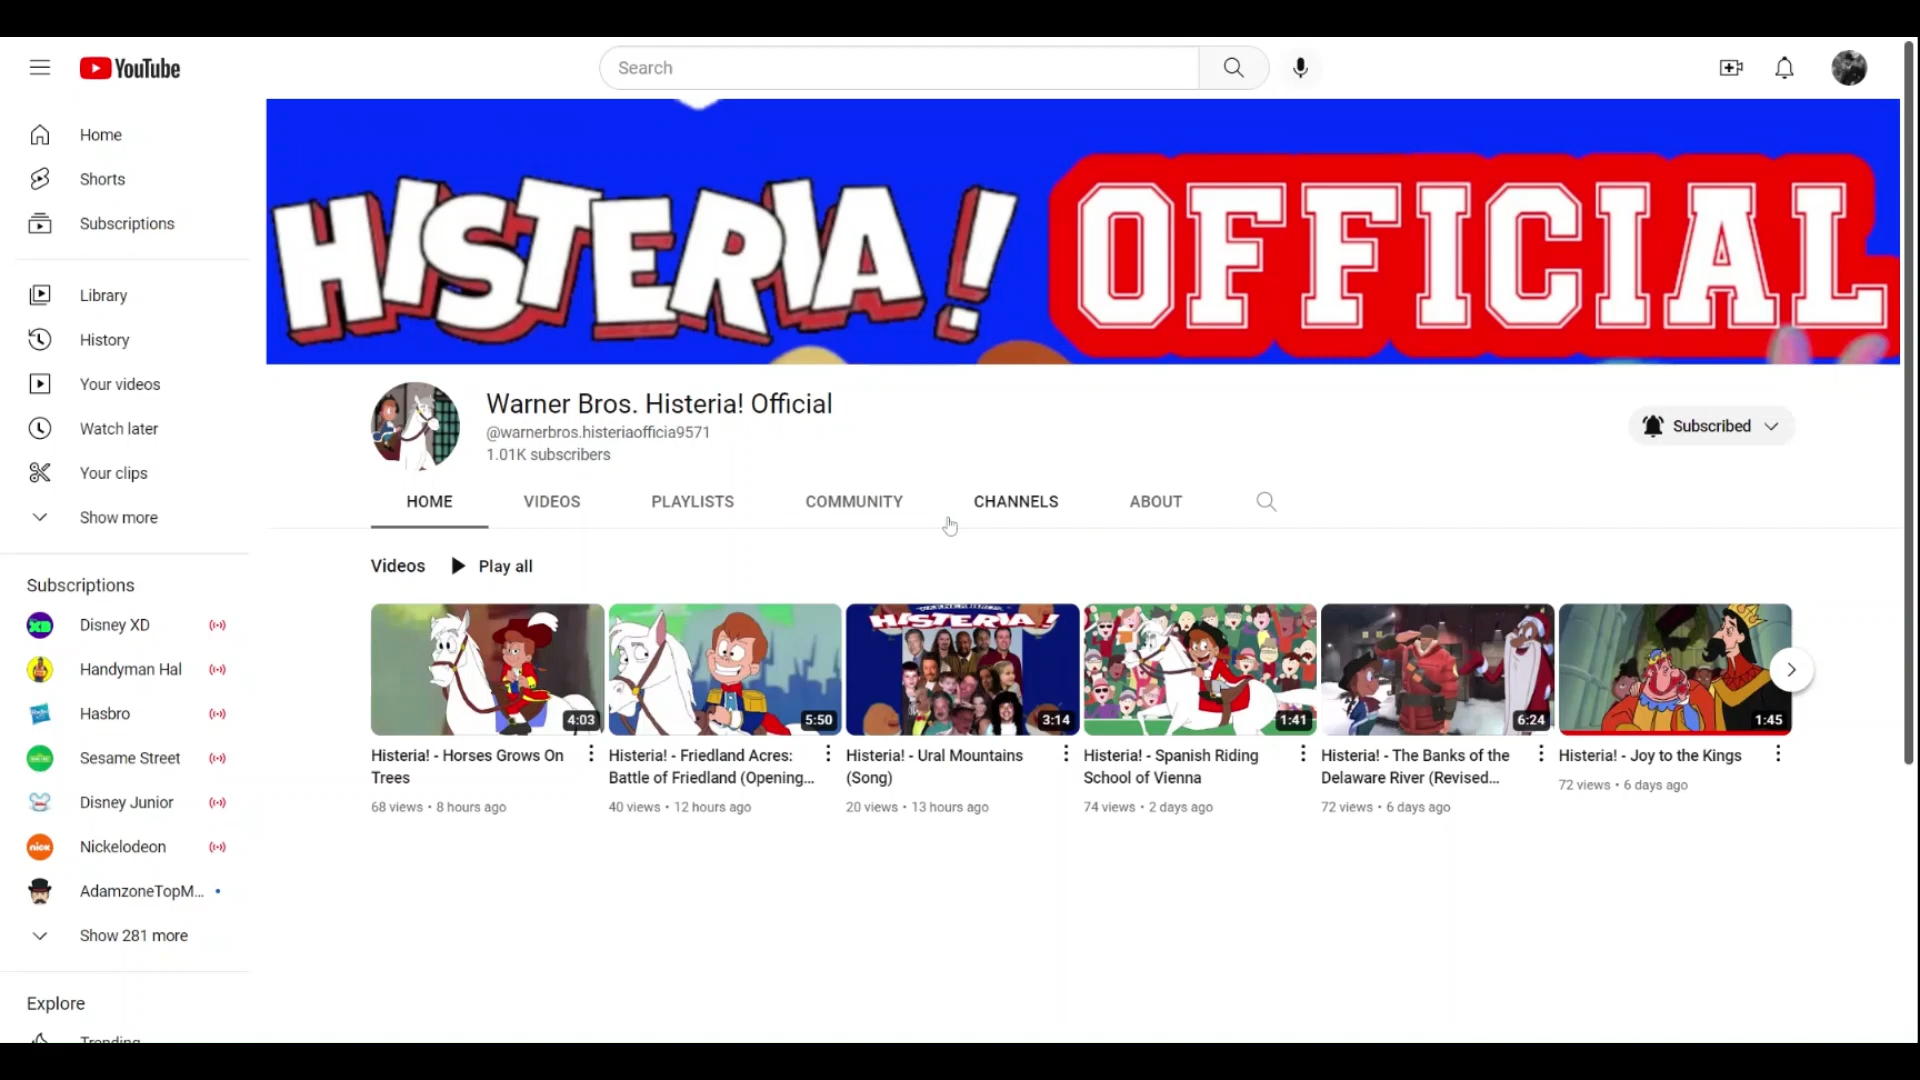 YouTube
Search
Home
Shorts
Subscriptions
Library
History
Your videos
Watch later
Your clips
Show more
Subscriptions
Disney XD
Handyman Hal
Hasbro
Sesame Street
Disney Junior
Nickelodeon
AdamzoneTopM...
Show 281 more
Explore
Trending
HISTERIA! OFFICIAL
Warner Bros. Histeria! Official
@warnerbros.histeriaofficia9571
1.01K subscribers
Subscribed
HOME VIDEOS PLAYLISTS COMMUNITY CHANNELS ABOUT
Videos Play all
4:03
Histeria! - Horses Grows On
Trees
68 views • 8 hours ago
5:50
Histeria! - Friedland Acres:
Battle of Friedland (Opening...
40 views • 12 hours ago
HISTERIA!
3:14
Histeria! - Ural Mountains
(Song)
20 views • 13 hours ago
1:41
Histeria! - Spanish Riding
School of Vienna
74 views • 2 days ago
6:24
Histeria! - The Banks of the
Delaware River (Revised...
72 views • 6 days ago
1:45
Histeria! - Joy to the Kings
72 views • 6 days ago